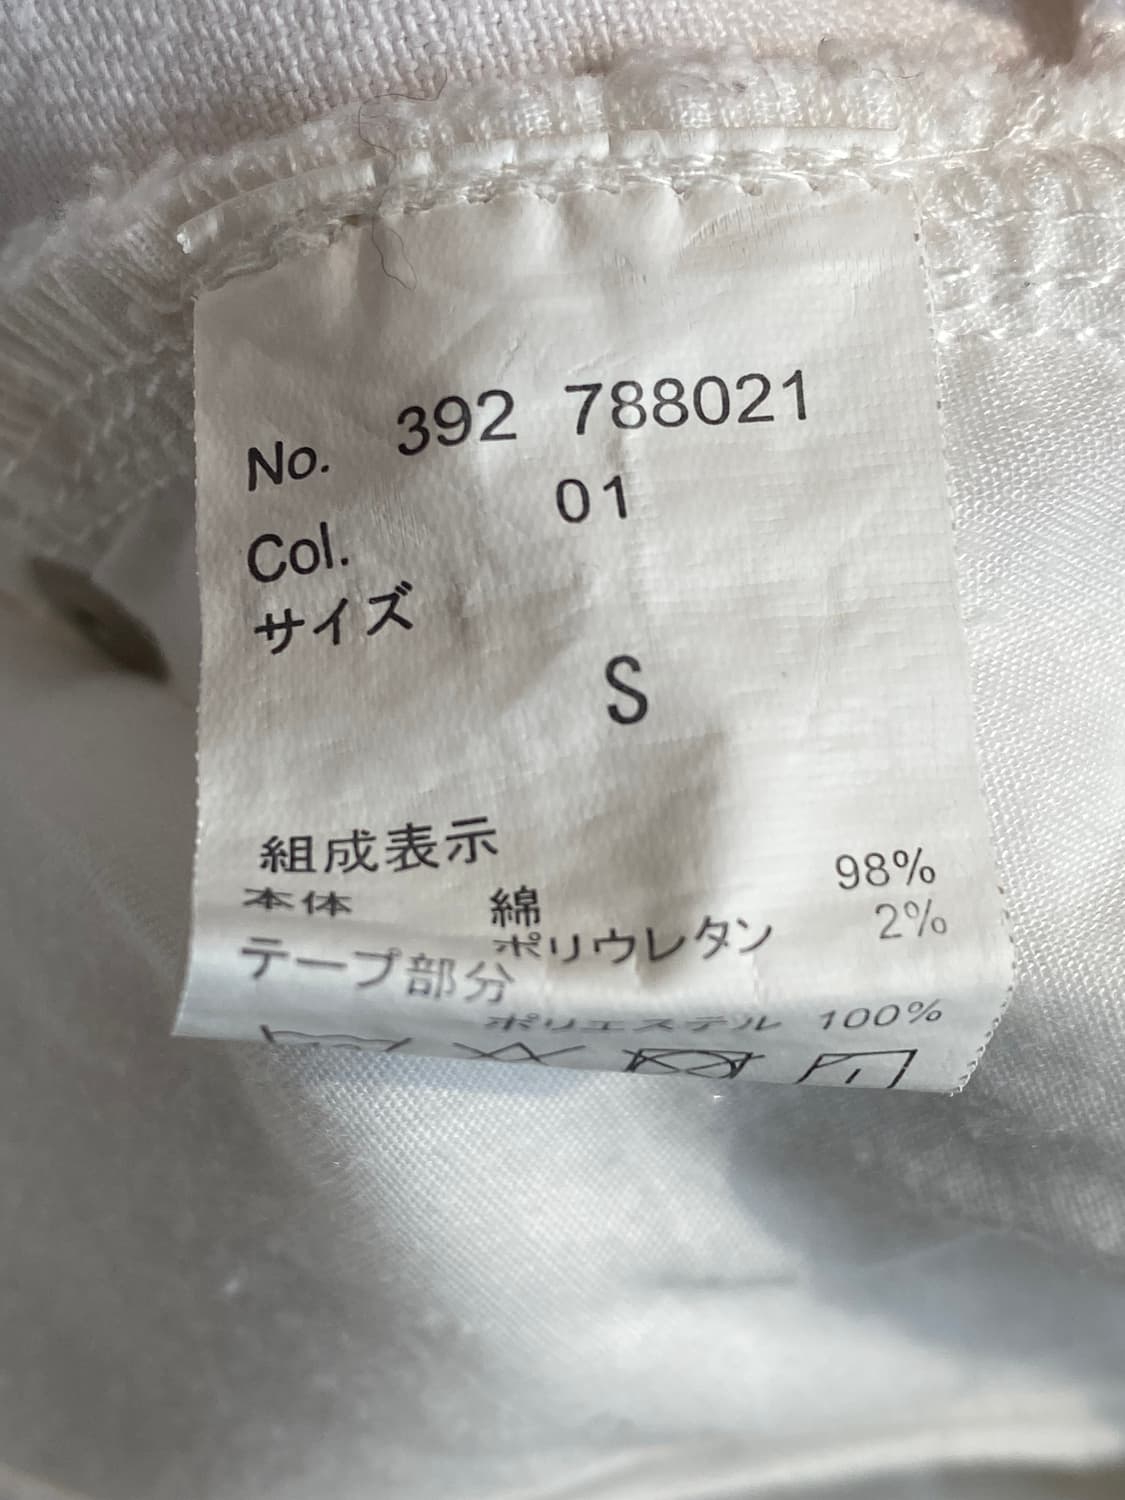 No. 392 788021
Col. 01
サイズ
S
組成表示
本体 綿 98%
ポリウレタン 2%
テープ部分
ポリエステル 100%